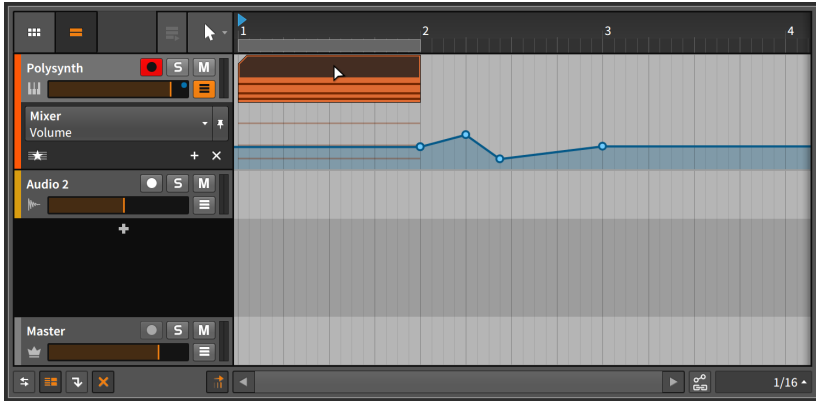 1 2 3 4
Polysynth S M
Mixer
Volume
Audio 2 S M
Master S M
1/16